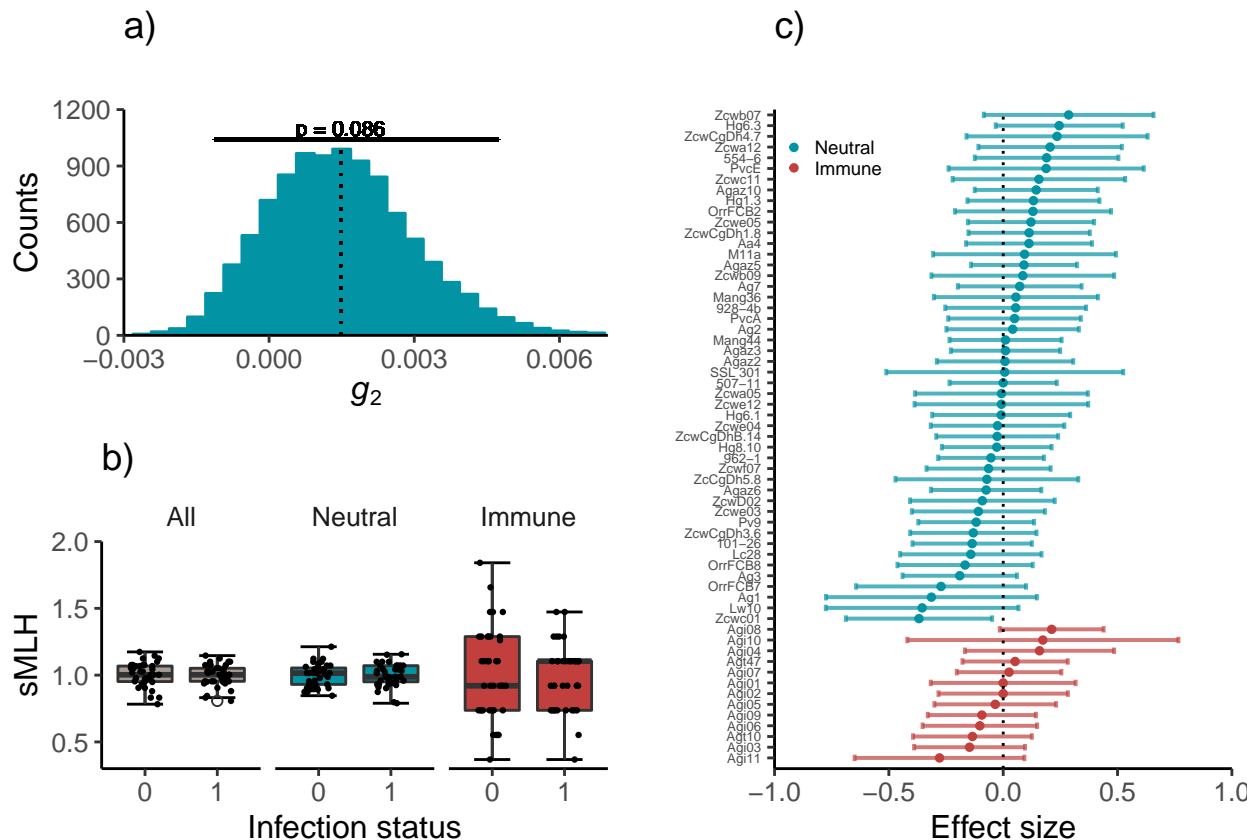 a)
1200
900
600
300
0
Counts
p = 0.086
−0.003
0.000
0.003
0.006
g2
b)
All
Neutral
Immune
2.0
1.5
1.0
0.5
sMLH
0
1
0
1
0
1
Infection status
c)
Neutral
Immune
Zcwb07
Hg6.3
ZcwCgDh4.7
Zcwa12
554−6
PvcE
Zcwc11
Agaz10
Hg1.3
OrrFCB2
Zcwe05
ZcwCgDh1.8
Aa4
M11a
Agaz5
Zcwb09
Ag7
Mang36
928−4b
PvcA
Ag2
Mang44
Agaz3
Agaz2
SSL 301
507−11
Zcwa05
Zcwe12
Hg6.1
Zcwe04
ZcwCgDhB.14
Hg8.10
962−1
Zcwf07
ZcCgDh5.8
Agaz6
ZcwD02
Zcwe03
Pv9
ZcwCgDh3.6
101−26
Lc28
OrrFCB8
Ag3
OrrFCB7
Ag1
Lw10
Zcwc01
Agi08
Agi10
Agi04
Agt47
Agi07
Agi01
Agi02
Agi05
Agi09
Agi06
Agt10
Agi03
Agi11
−1.0
−0.5
0.0
0.5
1.0
Effect size